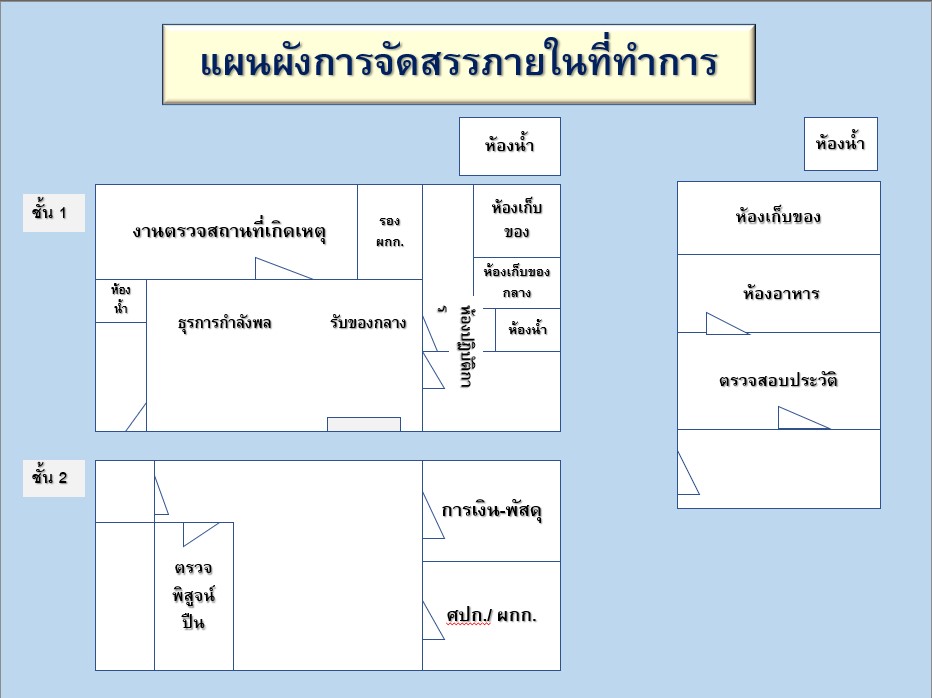 แผนผังการจัดสรรภายในที่ทำการ
ห้องน้ำ
ห้องน้ำ
ชั้น 1
งานตรวจสถานที่เกิดเหตุ
รอง
ผกก.
ห้องเก็บ
ของ
ห้องเก็บของ
กลาง
ห้อง
น้ำ
ธุรการกำลังพล
รับของกลาง
ห้องปฏิบัติกา
ร
ห้องน้ำ
ห้องเก็บของ
ห้องอาหาร
ตรวจสอบประวัติ
ชั้น 2
การเงิน-พัสดุ
ตรวจ
พิสูจน์
ปืน
ศปก./ ผกก.